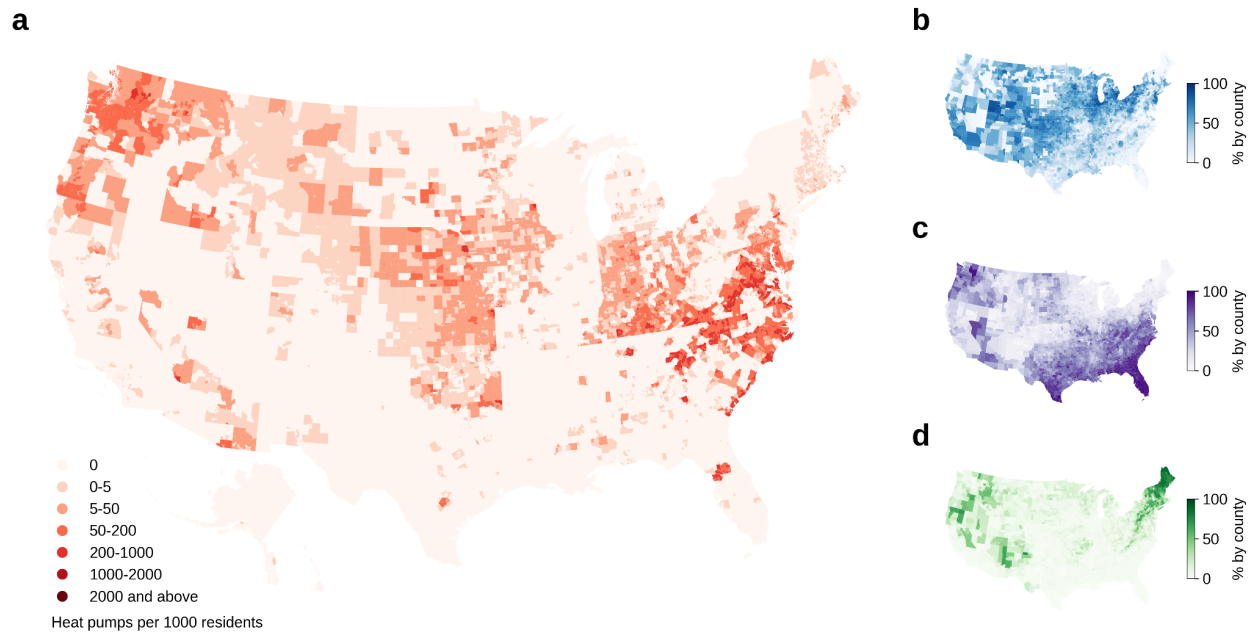 a
0
0-5
5-50
50-200
200-1000
1000-2000
2000 and above
Heat pumps per 1000 residents
b
100
50
0
% by county
c
100
50
0
% by county
d
100
50
0
% by county